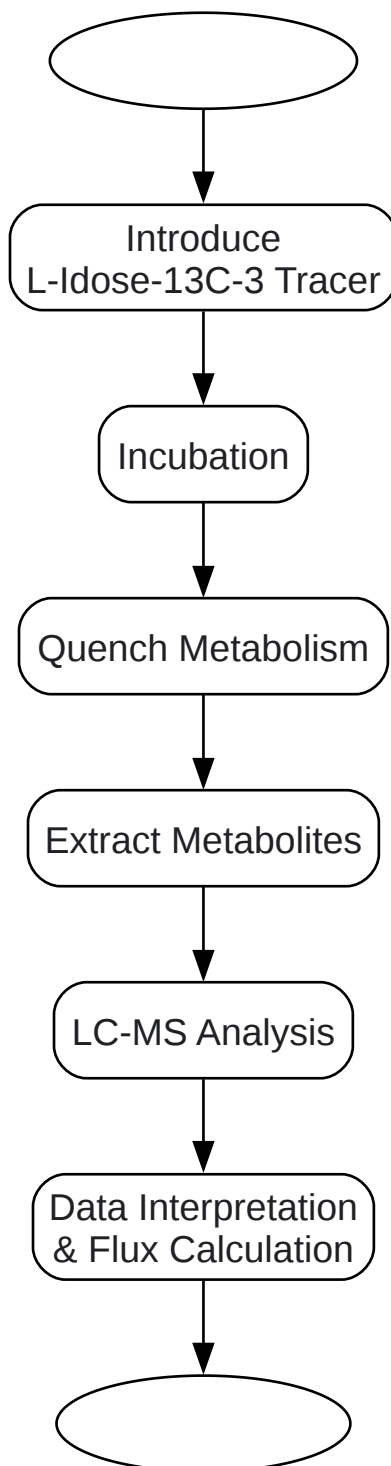 Introduce
L-Idose-13C-3 Tracer
Incubation
Quench Metabolism
Extract Metabolites
LC-MS Analysis
Data Interpretation
& Flux Calculation